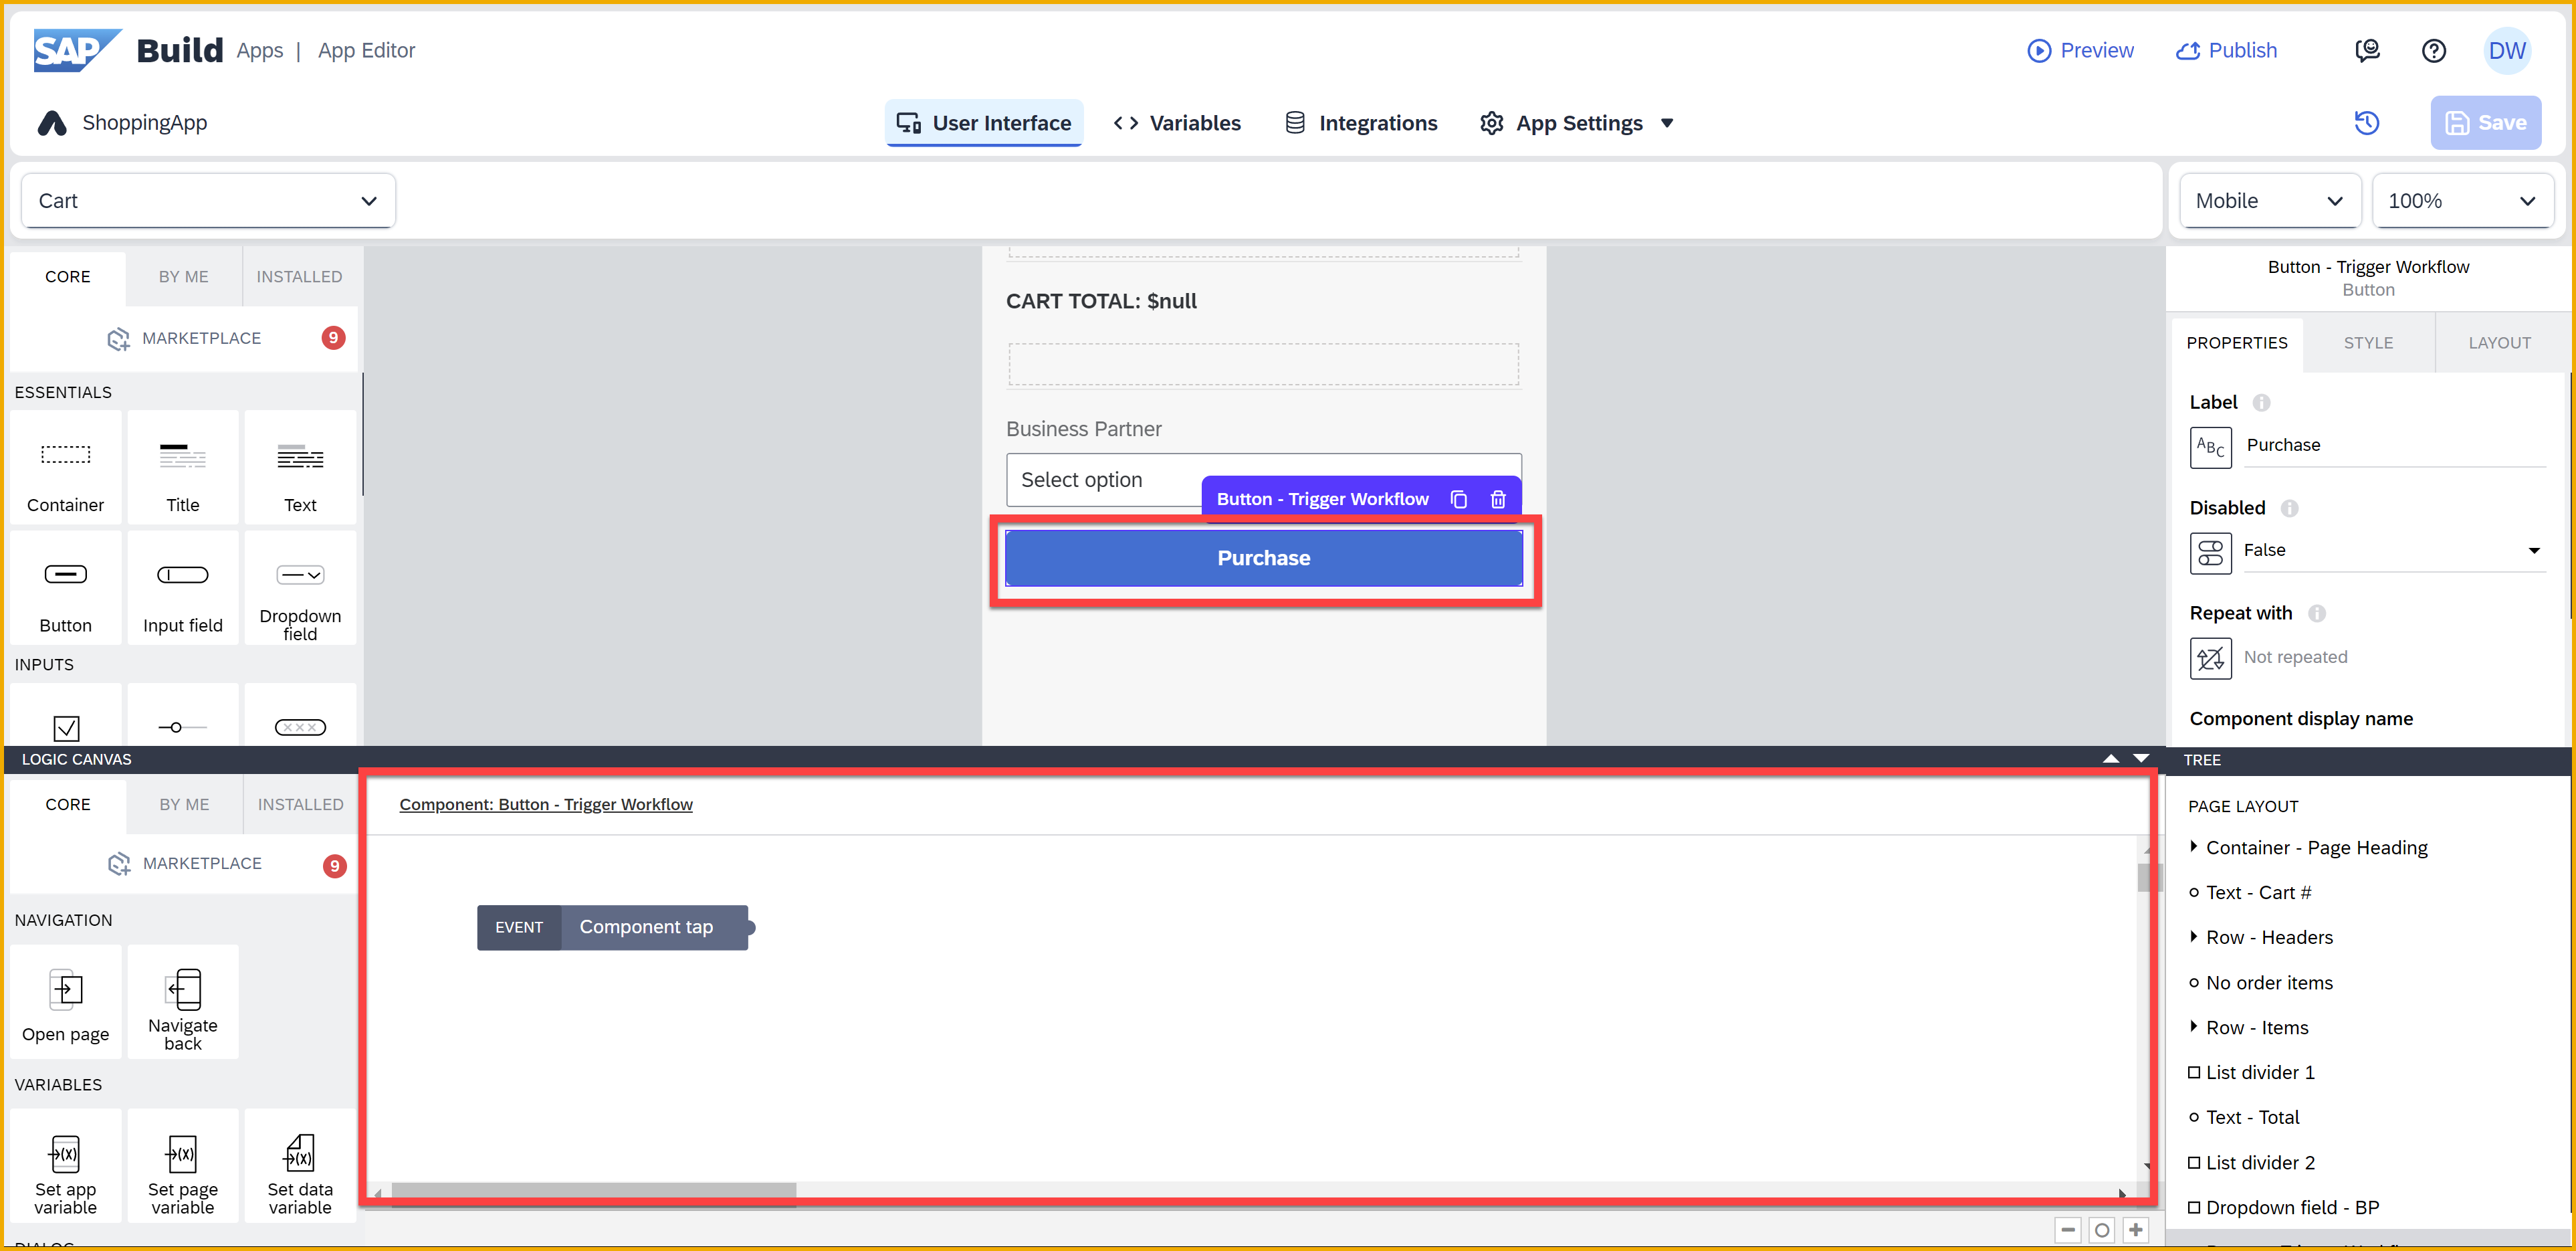 SAP Build Apps | App Editor
Preview
Publish
DW
ShoppingApp
User Interface
<> Variables
Integrations
App Settings
Save
Cart
Mobile
100%
CORE
BY ME
INSTALLED
MARKETPLACE
9
ESSENTIALS
Container
Title
Text
Button
Input field
Dropdown
field
INPUTS
CART TOTAL: $null
Business Partner
Select option
Button - Trigger Workflow
Purchase
Button - Trigger Workflow
Button
PROPERTIES
STYLE
LAYOUT
Label
ABC
Purchase
Disabled
False
Repeat with
Not repeated
Component display name
LOGIC CANVAS
CORE
BY ME
INSTALLED
MARKETPLACE
9
NAVIGATION
Open page
Navigate
back
VARIABLES
(x)
(x)
(x)
Set app
variable
Set page
variable
Set data
variable
Component: Button - Trigger Workflow
EVENT
Component tap
TREE
PAGE LAYOUT
Container - Page Heading
Text - Cart #
Row - Headers
No order items
Row - Items
List divider 1
Text - Total
List divider 2
Dropdown field - BP